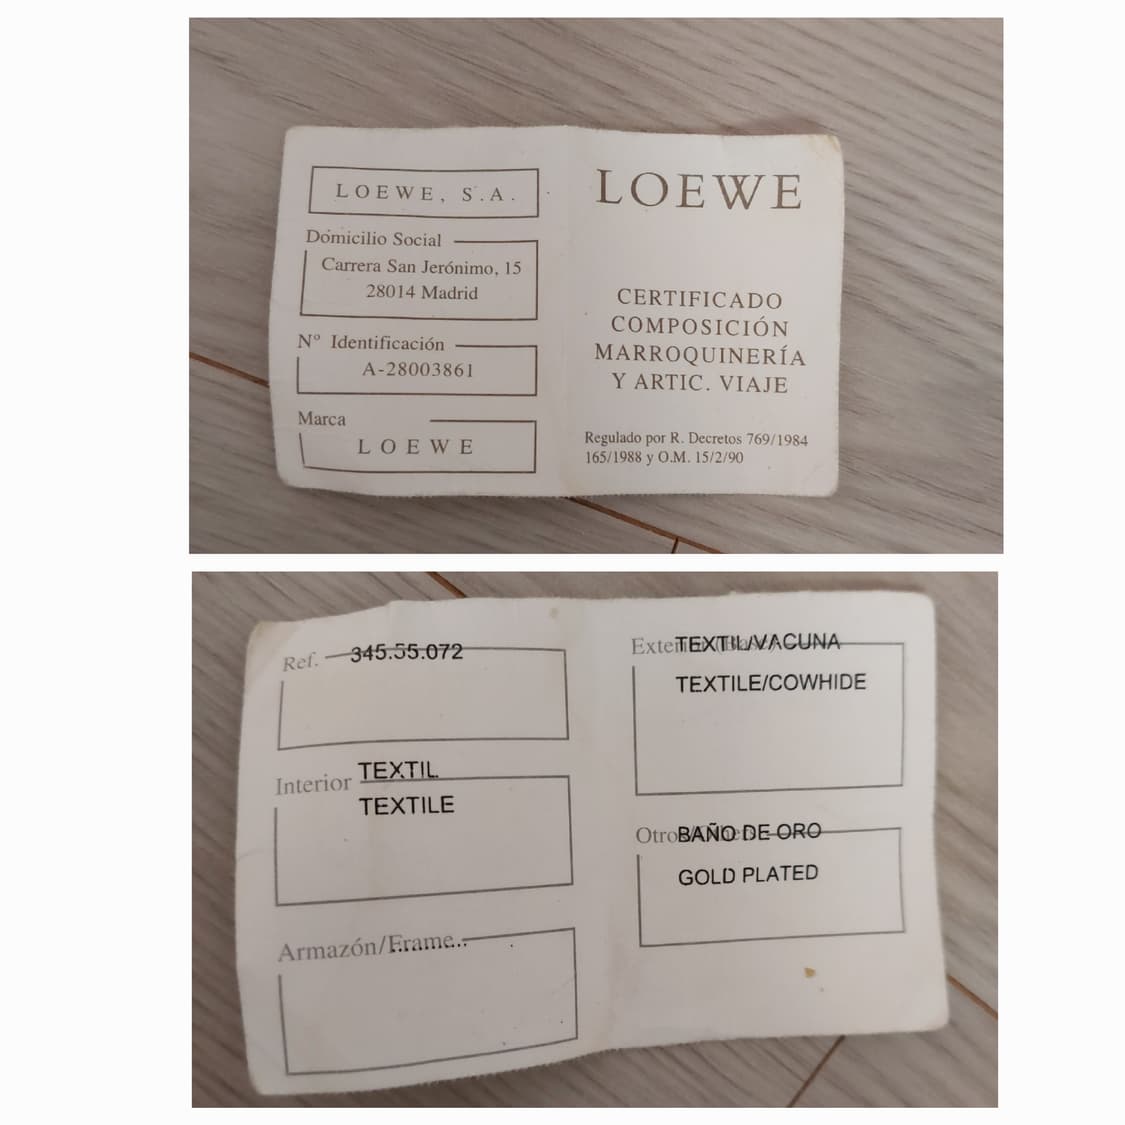 LOEWE, S.A.
Domicilio Social
Carrera San Jerónimo, 15
28014 Madrid
Nº Identificación
A-28003861
Marca
LOEWE
LOEWE
CERTIFICADO
COMPOSICIÓN
MARROQUINERÍA
Y ARTIC. VIAJE
Regulado por R. Decretos 769/1984
165/1988 y O.M. 15/2/90
Ref. 345.55.072
Interior TEXTIL
TEXTILE
Armazón/Frame
TEXTIL/VACUNA
TEXTILE/COWHIDE
BAÑO DE ORO
GOLD PLATED